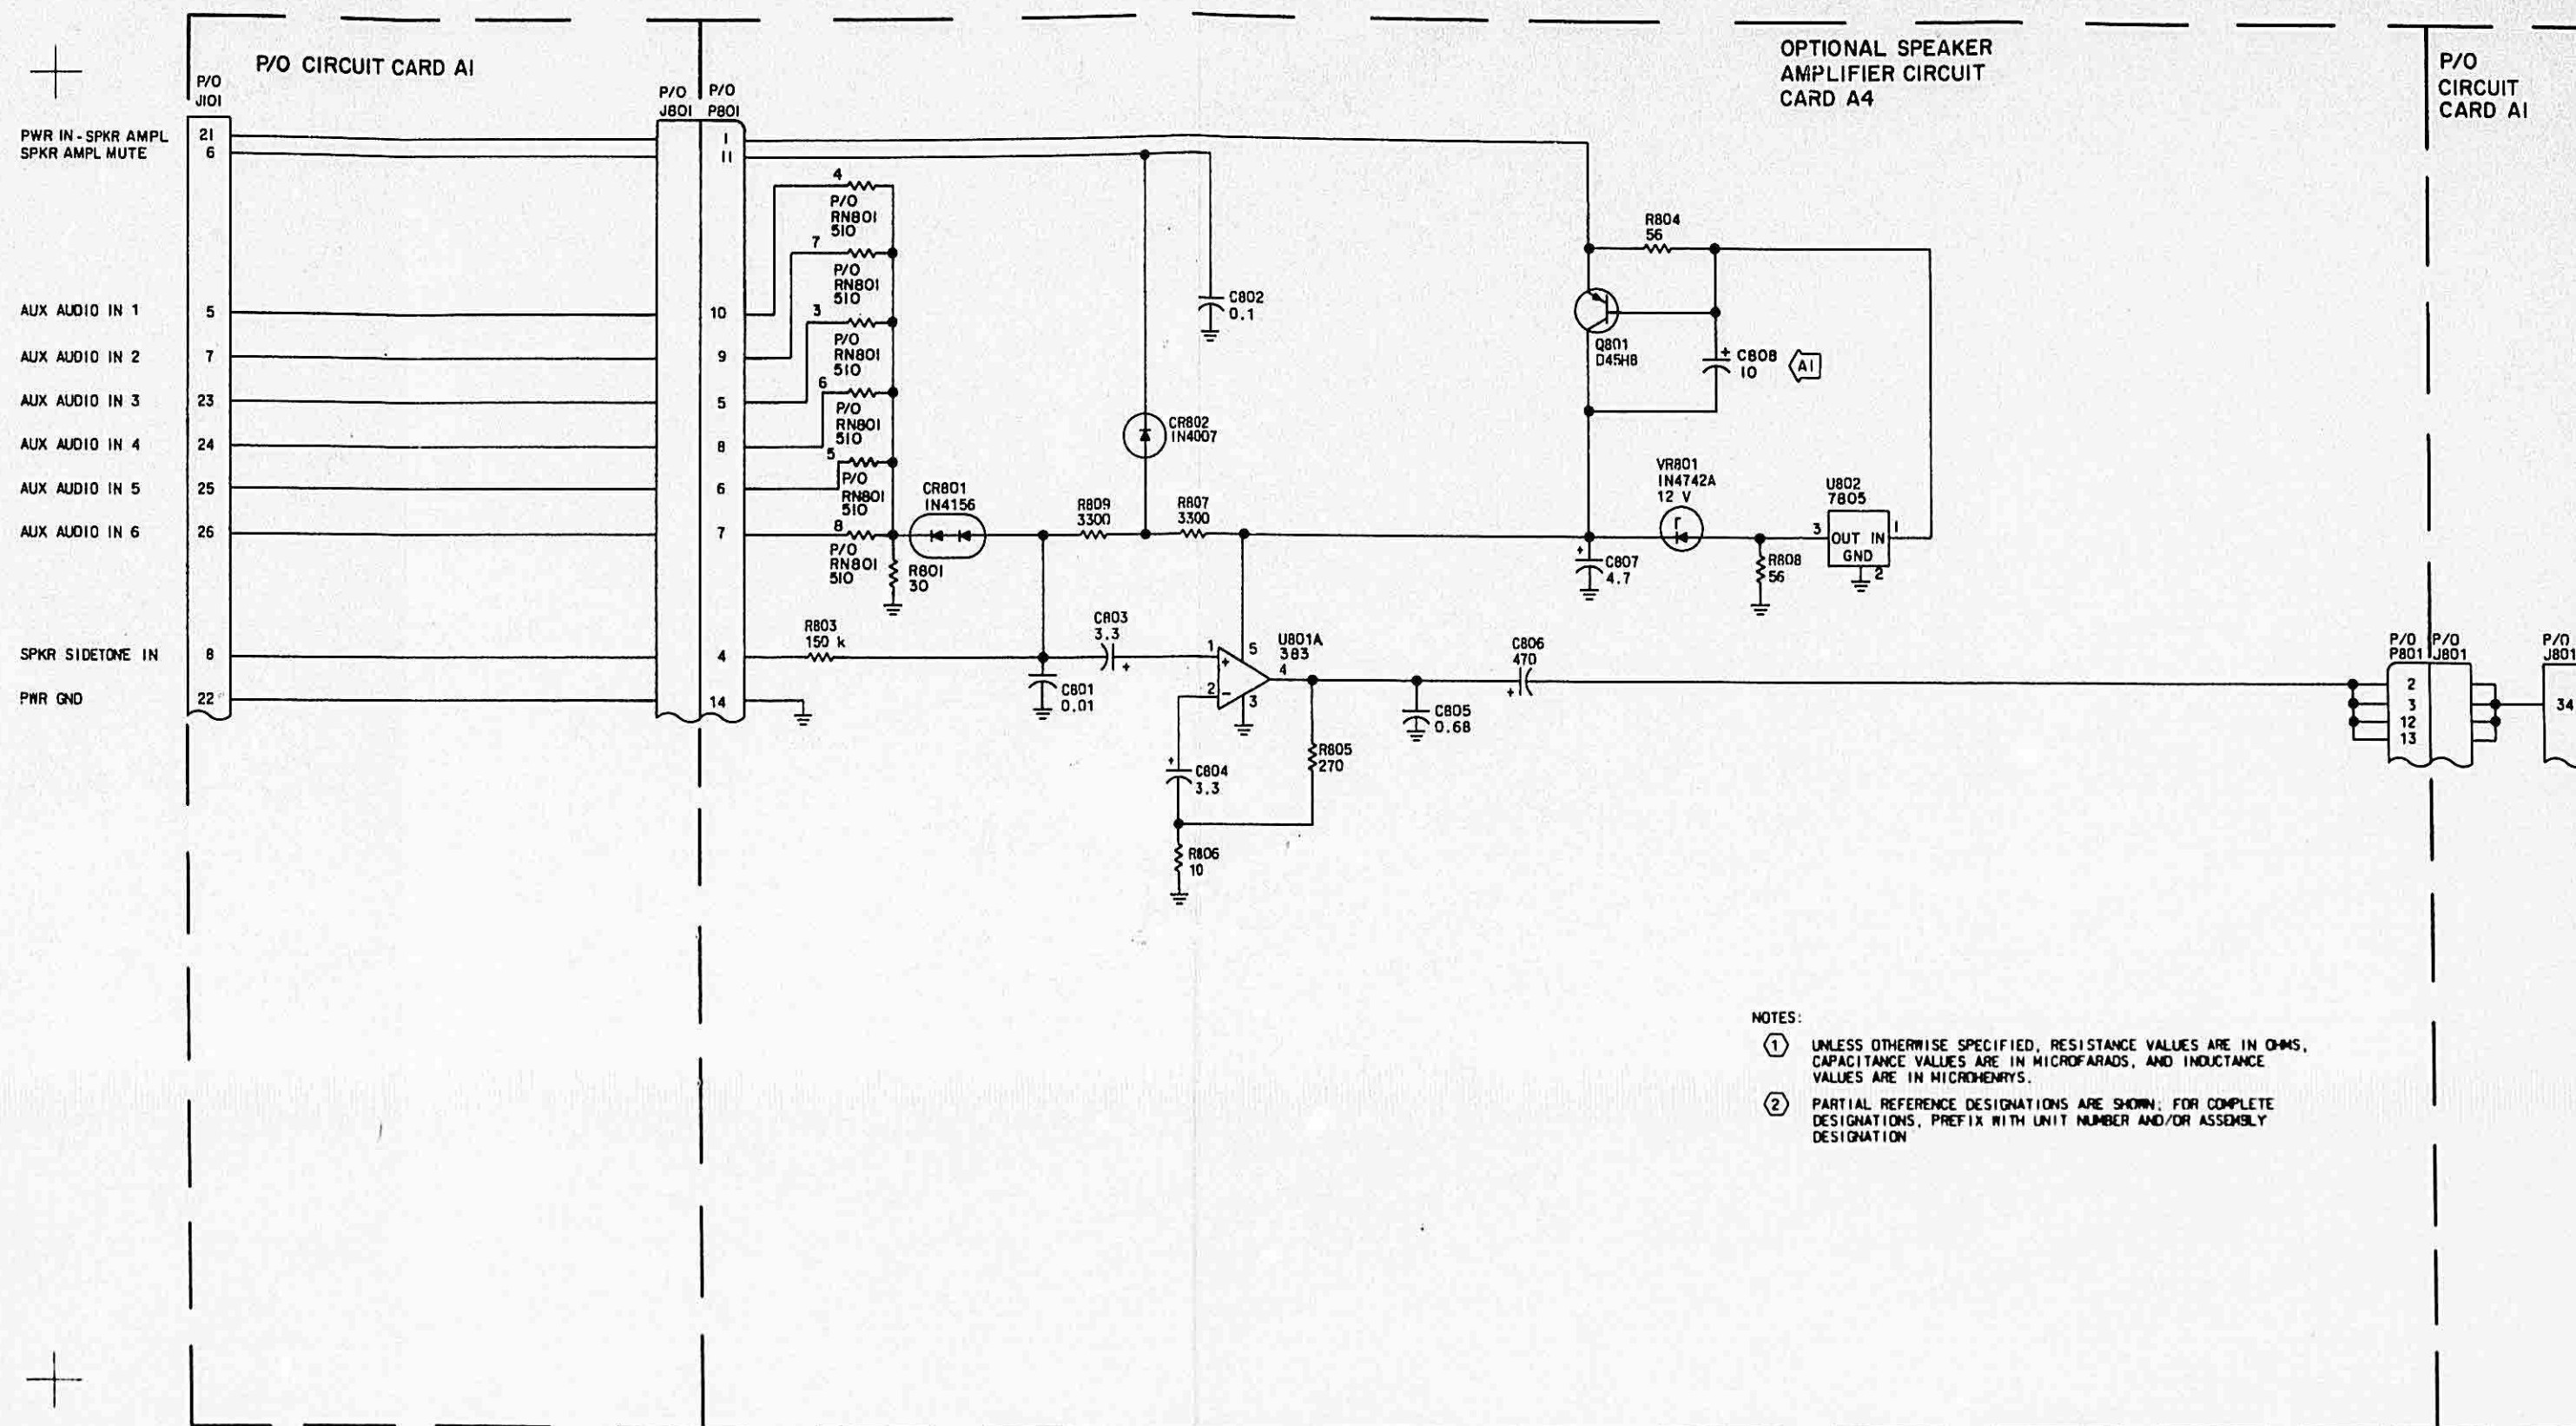 P/O CIRCUIT CARD A1
OPTIONAL SPEAKER
AMPLIFIER CIRCUIT
CARD A4
P/O
CIRCUIT
CARD A1
P/O
J101
P/O
J801
P/O
P801
PWR IN - SPKR AMPL
21
1
SPKR AMPL MUTE
6
11
AUX AUDIO IN 1
5
10
AUX AUDIO IN 2
7
9
AUX AUDIO IN 3
23
5
AUX AUDIO IN 4
24
8
AUX AUDIO IN 5
25
6
AUX AUDIO IN 6
26
7
SPKR SIDETONE IN
8
4
PWR GND
22
14
4
P/O
RN801
510
7
P/O
RN801
510
3
P/O
RN801
510
6
P/O
RN801
510
5
P/O
RN801
510
8
P/O
RN801
510
CR801
1N4156
R801
30
R809
3300
R807
3300
CR802
1N4007
C802
0.1
R803
150 k
C801
0.01
C803
3.3
+
1
+
2
-
5
4
3
U801A
383
+
C804
3.3
R806
10
R805
270
C805
0.68
C806
470
+
R804
56
Q801
D45H8
+
C808
10
A1
VR801
1N4742A
12 V
+
C807
4.7
R808
56
U802
7805
3
OUT IN
1
GND
2
P/O
P801
P/O
J801
2
3
12
13
P/O
J801
34
NOTES:
1 UNLESS OTHERWISE SPECIFIED, RESISTANCE VALUES ARE IN OHMS,
CAPACITANCE VALUES ARE IN MICROFARADS, AND INDUCTANCE
VALUES ARE IN MICROHENRYS.
2 PARTIAL REFERENCE DESIGNATIONS ARE SHOWN; FOR COMPLETE
DESIGNATIONS, PREFIX WITH UNIT NUMBER AND/OR ASSEMBLY
DESIGNATION